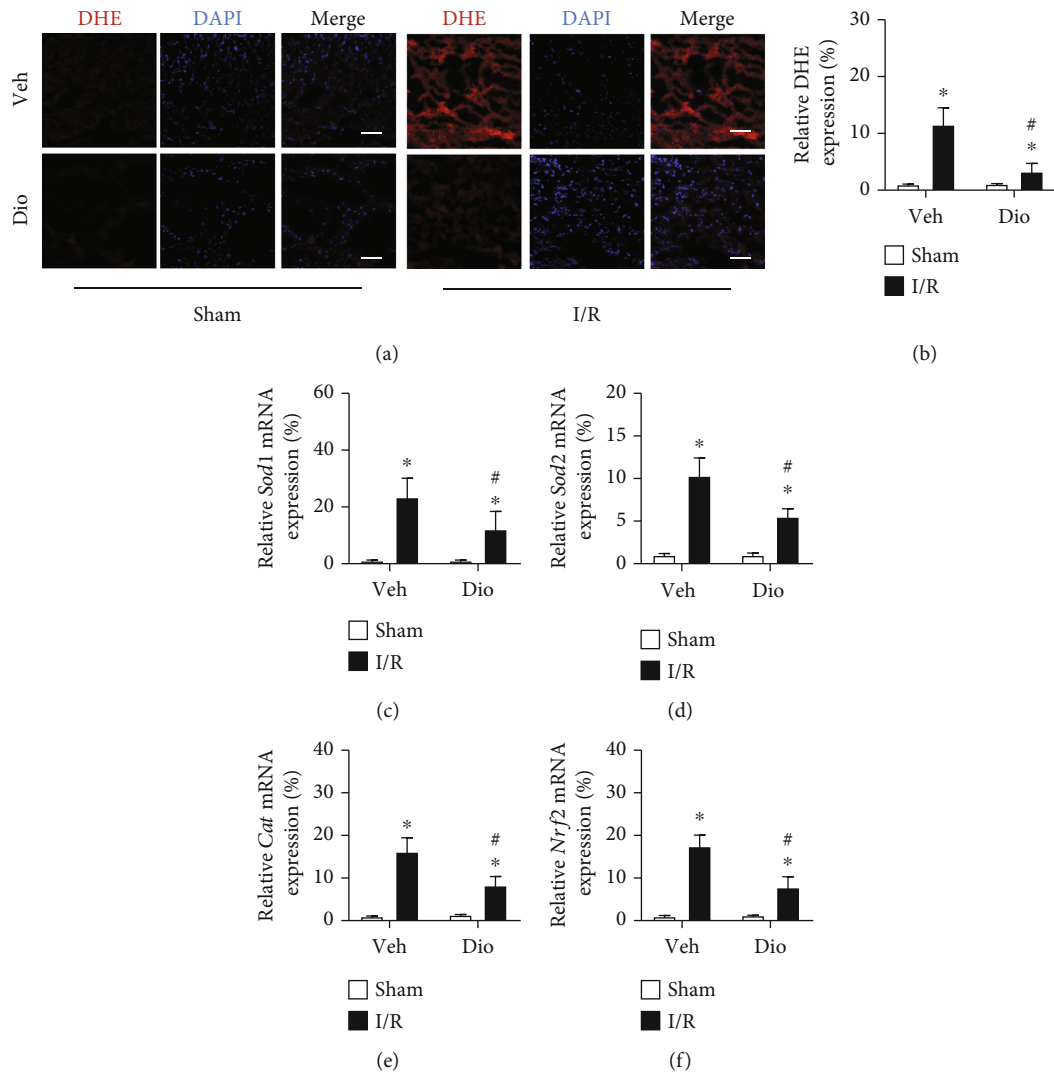 DHE DAPI Merge DHE DAPI Merge
Veh
Dio
Sham I/R
(a)
Relative DHE
expression (%)
30
20
10
0
*
#
*
Veh Dio
Sham
I/R
(b)
Relative Sod1 mRNA
expression (%)
60
40
20
0
*
#
*
Veh Dio
Sham
I/R
(c)
Relative Sod2 mRNA
expression (%)
20
15
10
5
0
*
#
*
Veh Dio
Sham
I/R
(d)
Relative Cat mRNA
expression (%)
40
30
20
10
0
*
#
*
Veh Dio
Sham
I/R
(e)
Relative Nrf2 mRNA
expression (%)
40
30
20
10
0
*
#
*
Veh Dio
Sham
I/R
(f)